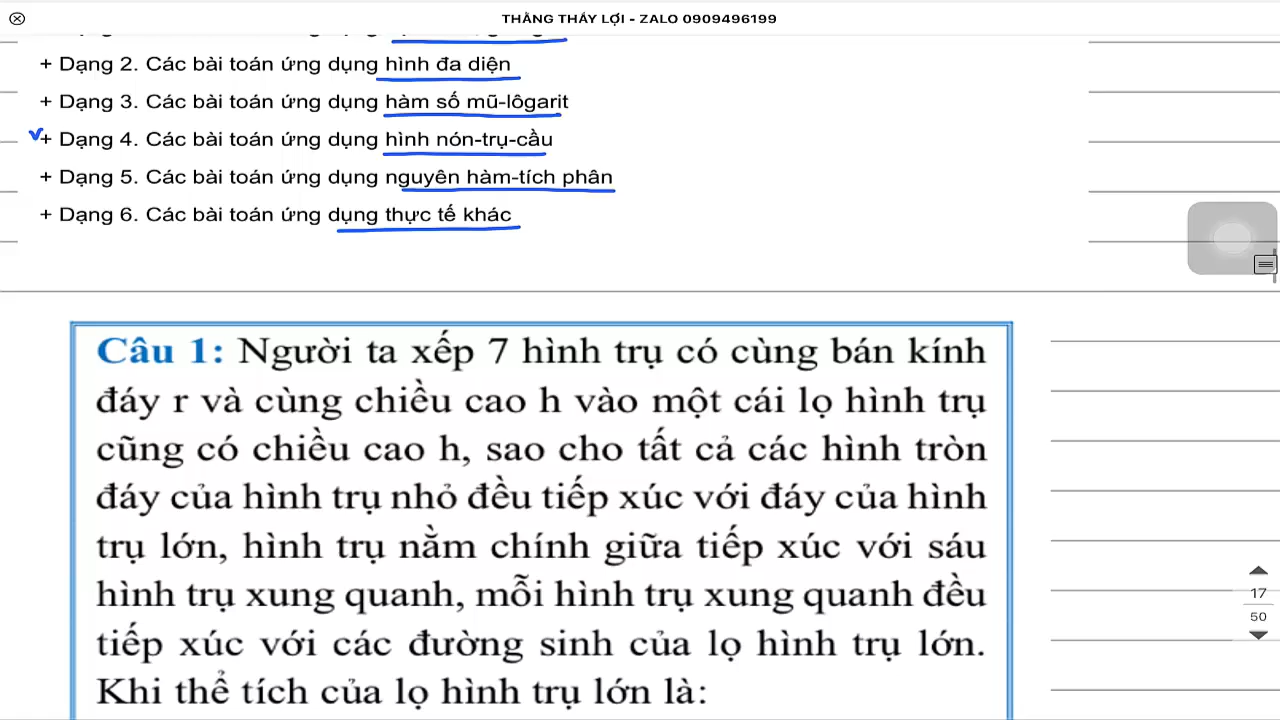 THẮNG THẦY LỢI - ZALO 0909496199
+ Dạng 2. Các bài toán ứng dụng hình đa diện
+ Dạng 3. Các bài toán ứng dụng hàm số mũ-lôgarit
+ Dạng 4. Các bài toán ứng dụng hình nón-trụ-cầu
+ Dạng 5. Các bài toán ứng dụng nguyên hàm-tích phân
+ Dạng 6. Các bài toán ứng dụng thực tế khác
Câu 1: Người ta xếp 7 hình trụ có cùng bán kính
đáy r và cùng chiều cao h vào một cái lọ hình trụ
cũng có chiều cao h, sao cho tất cả các hình tròn
đáy của hình trụ nhỏ đều tiếp xúc với đáy của hình
trụ lớn, hình trụ nằm chính giữa tiếp xúc với sáu
hình trụ xung quanh, mỗi hình trụ xung quanh đều
tiếp xúc với các đường sinh của lọ hình trụ lớn.
Khi thể tích của lọ hình trụ lớn là:
17
50